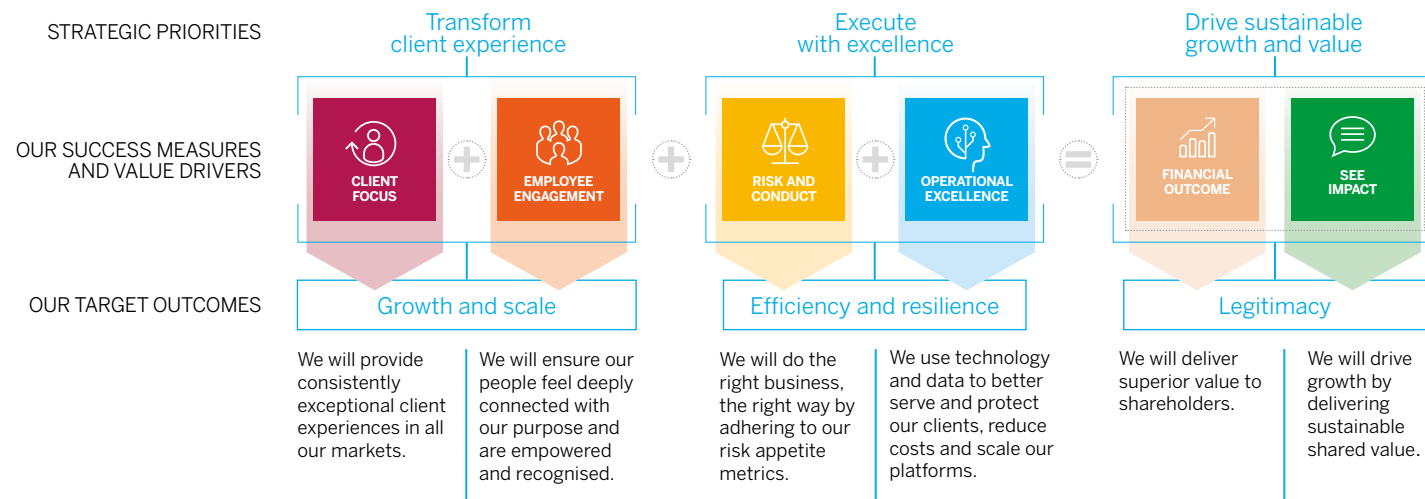 STRATEGIC PRIORITIES
Transform
client experience
Execute
with excellence
Drive sustainable
growth and value
OUR SUCCESS MEASURES
AND VALUE DRIVERS
CLIENT
FOCUS
+
EMPLOYEE
ENGAGEMENT
+
RISK AND
CONDUCT
+
OPERATIONAL
EXCELLENCE
=
FINANCIAL
OUTCOME
SEE
IMPACT
OUR TARGET OUTCOMES
Growth and scale
Efficiency and resilience
Legitimacy
We will provide
consistently
exceptional client
experiences in all
our markets.
We will ensure our
people feel deeply
connected with
our purpose and
are empowered
and recognised.
We will do the
right business,
the right way by
adhering to our
risk appetite
metrics.
We use technology
and data to better
serve and protect
our clients, reduce
costs and scale our
platforms.
We will deliver
superior value to
shareholders.
We will drive
growth by
delivering
sustainable
shared value.